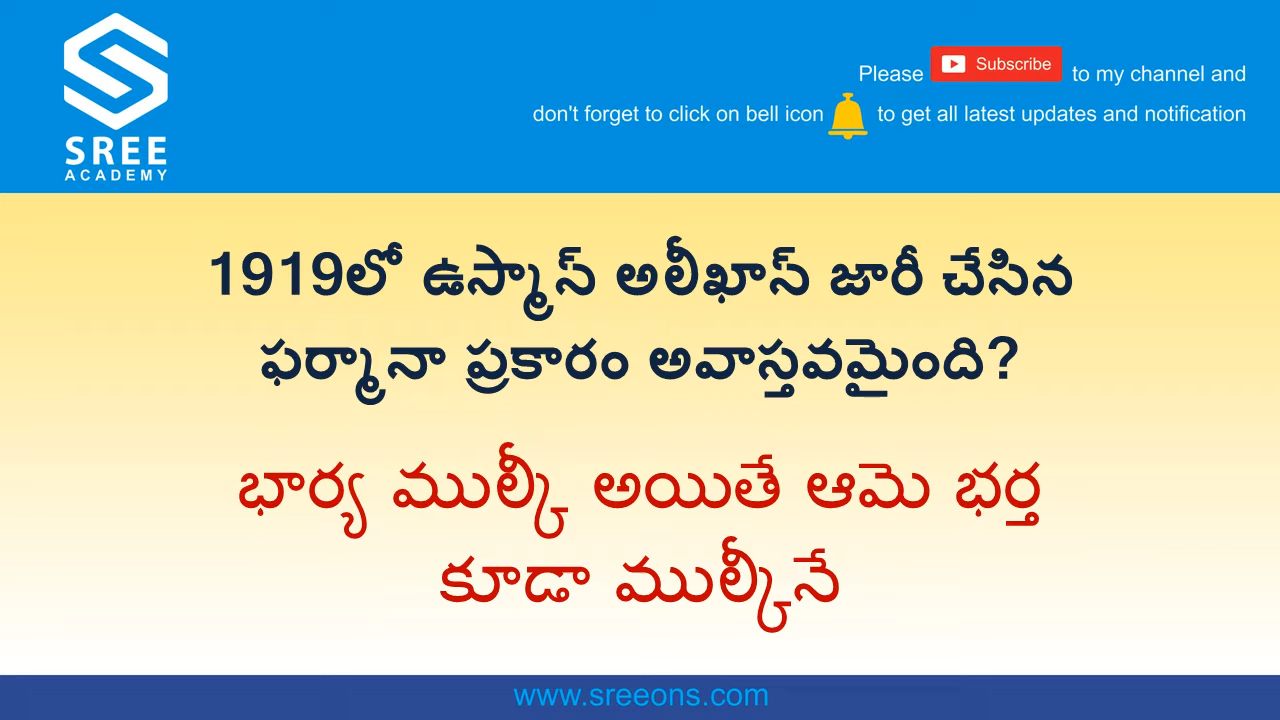 SREE
ACADEMY
Please Subscribe to my channel and
don't forget to click on bell icon to get all latest updates and notification
1919లో ఉస్మాస్ అలీఖాస్ జారీ చేసిన
ఫర్మానా ప్రకారం అవాస్తవమైంది?
భార్య ముల్కీ అయితే ఆమె భర్త
కూడా ముల్కీనే
www.sreeons.com